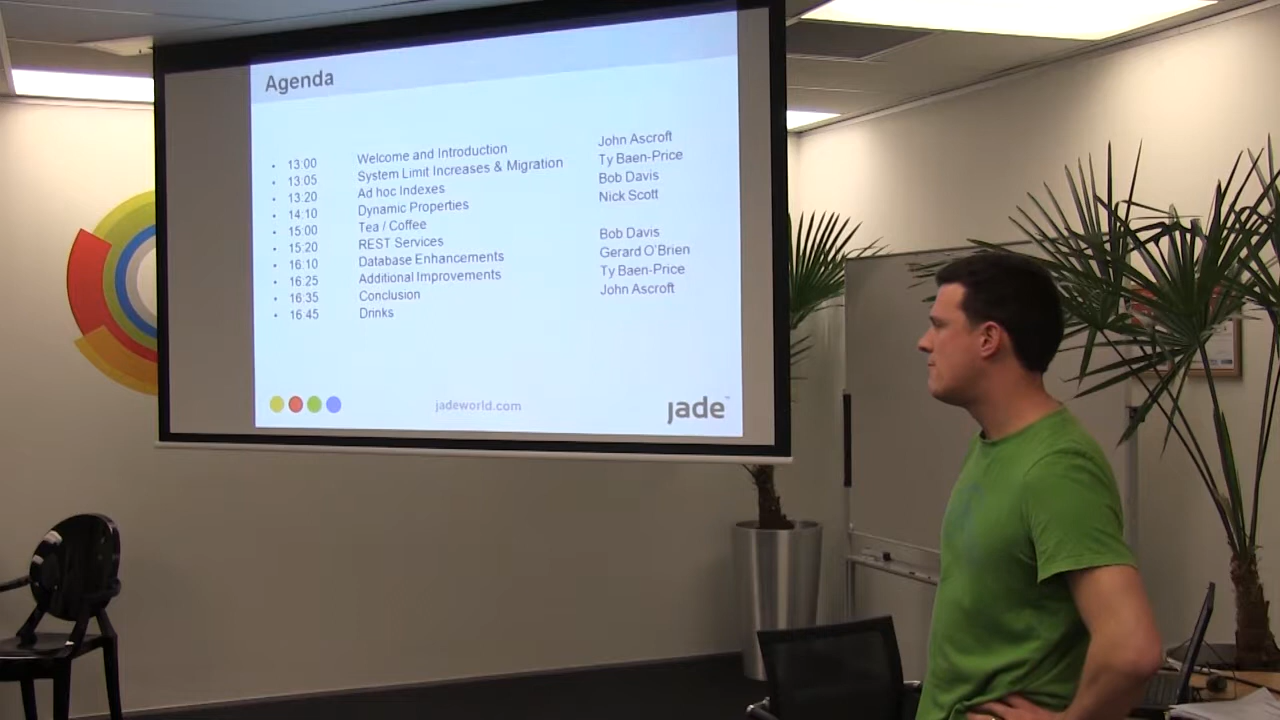 Agenda
• 13:00 Welcome and Introduction John Ascroft
• 13:05 System Limit Increases & Migration Ty Baen-Price
• 13:20 Ad hoc Indexes Bob Davis
• 14:10 Dynamic Properties Nick Scott
• 15:00 Tea / Coffee
• 15:20 REST Services Bob Davis
• 16:10 Database Enhancements Gerard O'Brien
• 16:25 Additional Improvements Ty Baen-Price
• 16:35 Conclusion John Ascroft
• 16:45 Drinks
jadeworld.com
jade™